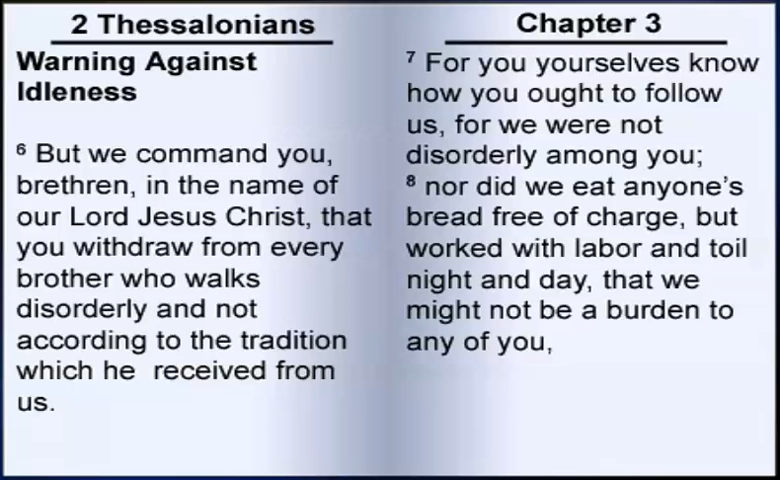 2 Thessalonians
Warning Against
Idleness
⁶ But we command you,
brethren, in the name of
our Lord Jesus Christ, that
you withdraw from every
brother who walks
disorderly and not
according to the tradition
which he  received from
us.
Chapter 3
⁷ For you yourselves know
how you ought to follow
us, for we were not
disorderly among you;
⁸ nor did we eat anyone’s
bread free of charge, but
worked with labor and toil
night and day, that we
might not be a burden to
any of you,